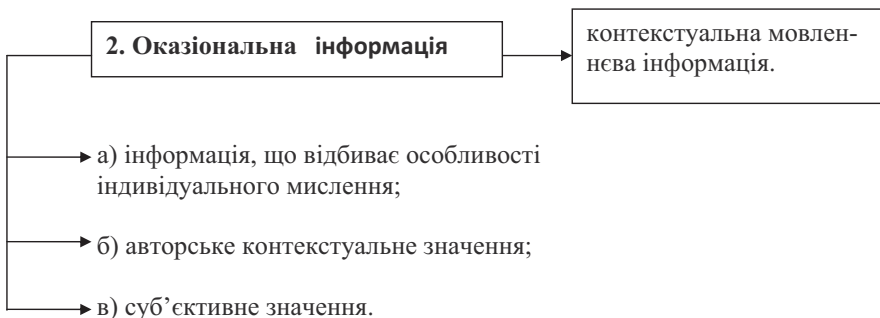 2. Оказіональна інформація
контекстуальна мовлен-
нєва інформація.
а) інформація, що відбиває особливості
індивідуального мислення;
б) авторське контекстуальне значення;
в) суб’єктивне значення.